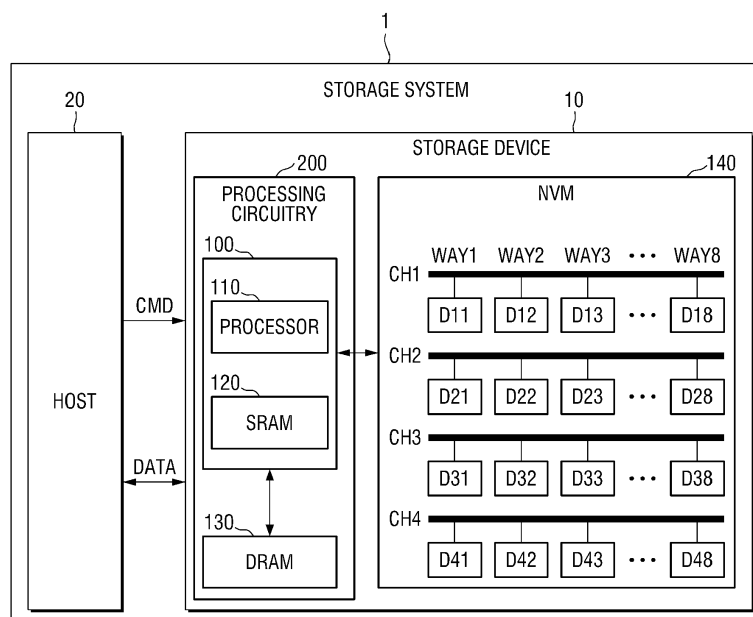 1
STORAGE SYSTEM
20
10
STORAGE DEVICE
200
140
PROCESSING
CIRCUITRY
NVM
100
WAY1 WAY2 WAY3 ••• WAY8
CH1
110
CMD
PROCESSOR
D11 D12 D13 ••• D18
CH2
120
HOST
SRAM
D21 D22 D23 ••• D28
CH3
DATA
D31 D32 D33 ••• D38
130
CH4
DRAM
D41 D42 D43 ••• D48